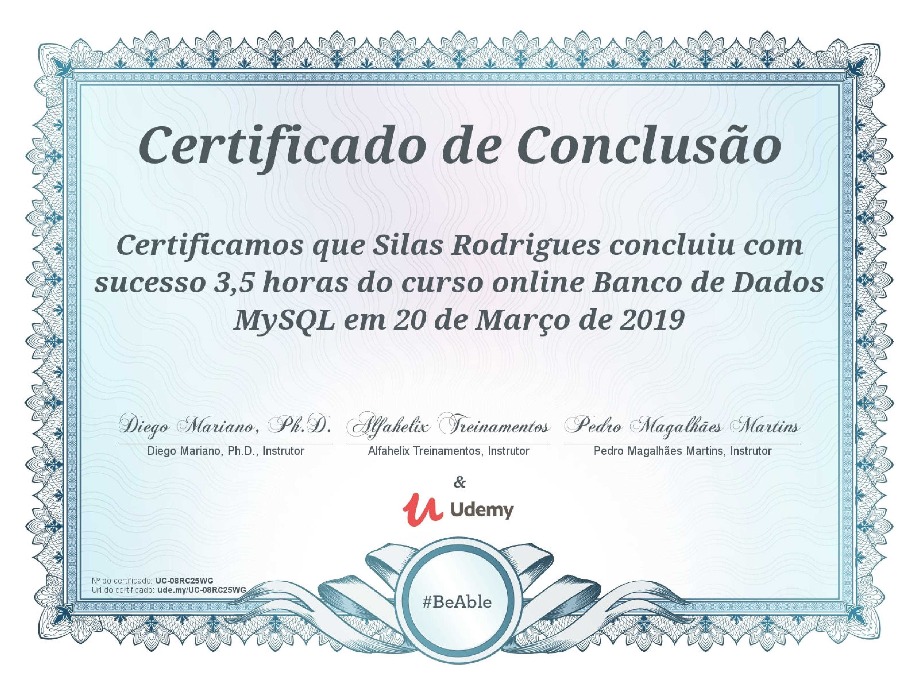 Certificado de Conclusão
Certificamos que Silas Rodrigues concluiu com
sucesso 3,5 horas do curso online Banco de Dados
MySQL em 20 de Março de 2019
Diego Mariano, Ph.D. Alfahelix Treinamentos Pedro Magalhães Martins
Diego Mariano, Ph.D., Instrutor Alfahelix Treinamentos, Instrutor Pedro Magalhães Martins, Instrutor
&
Udemy
Nº do certificado: UC-08RC25WG
Url do certificado: ude.my/UC-08RC25WG
#BeAble